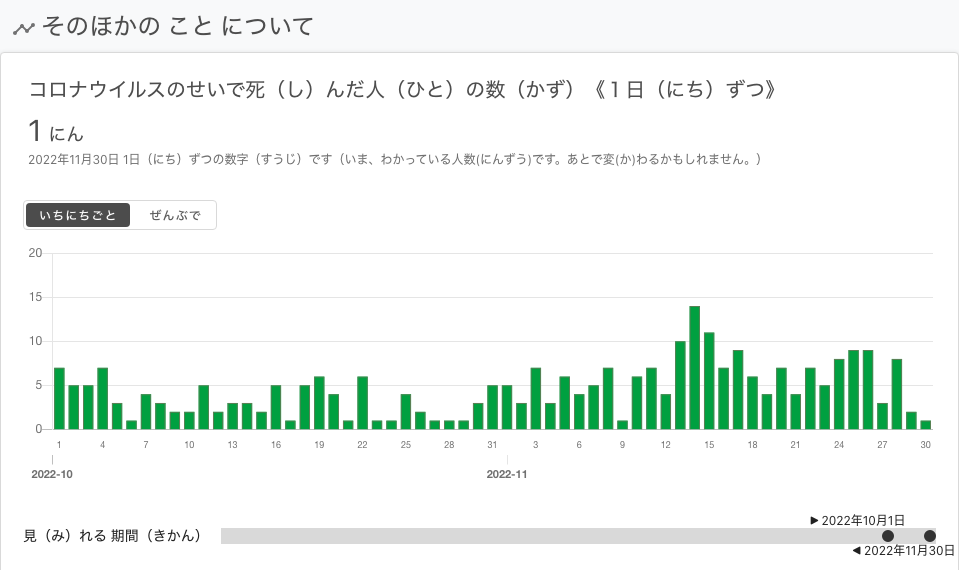 そのほかの こと について
コロナウイルスのせいで死（し）んだ人（ひと）の数（かず）《１日（にち）ずつ》
1 にん
2022年11月30日 1日（にち）ずつの数字（すうじ）です（いま、わかっている人数(にんずう)です。あとで変(か)わるかもしれません。）
いちにちごと ぜんぶで
20
15
10
5
0
1 4 7 10 13 16 19 22 25 28 31 3 6 9 12 15 18 21 24 27 30
2022-10 2022-11
▶ 2022年10月1日
見（み）れる 期間（きかん）
◀ 2022年11月30日